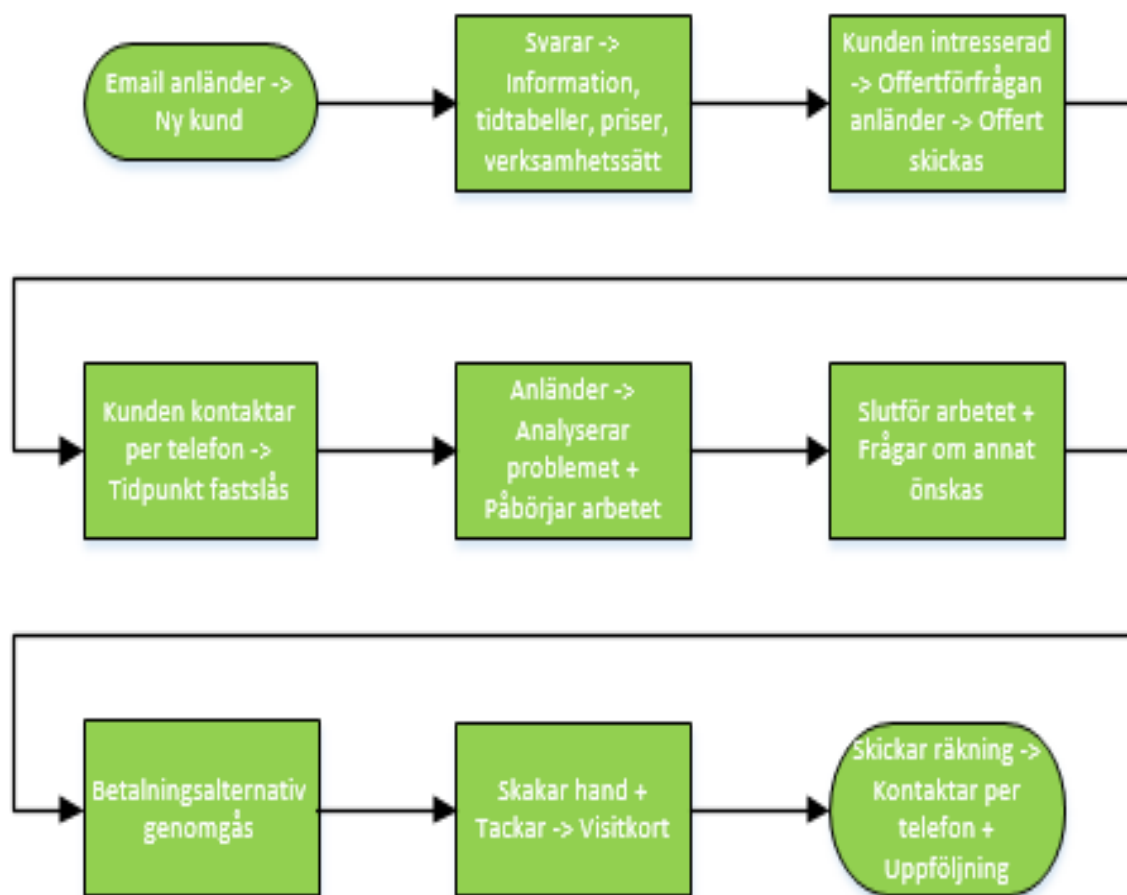 Email anländer ->
Ny kund
Svarar ->
Information,
tidtabeller, priser,
verksamhetssätt
Kunden intresserad
-> Offertförfrågan
anländer -> Offert
skickas
Kunden kontaktar
per telefon ->
Tidpunkt fastslås
Anländer ->
Analyserar
problemet +
Påbörjar arbetet
Slutför arbetet +
Frågar om annat
önskas
Betalningsalternativ
genomgås
Skakar hand +
Tackar -> Visitkort
Skickar räkning ->
Kontaktar per
telefon +
Uppföljning